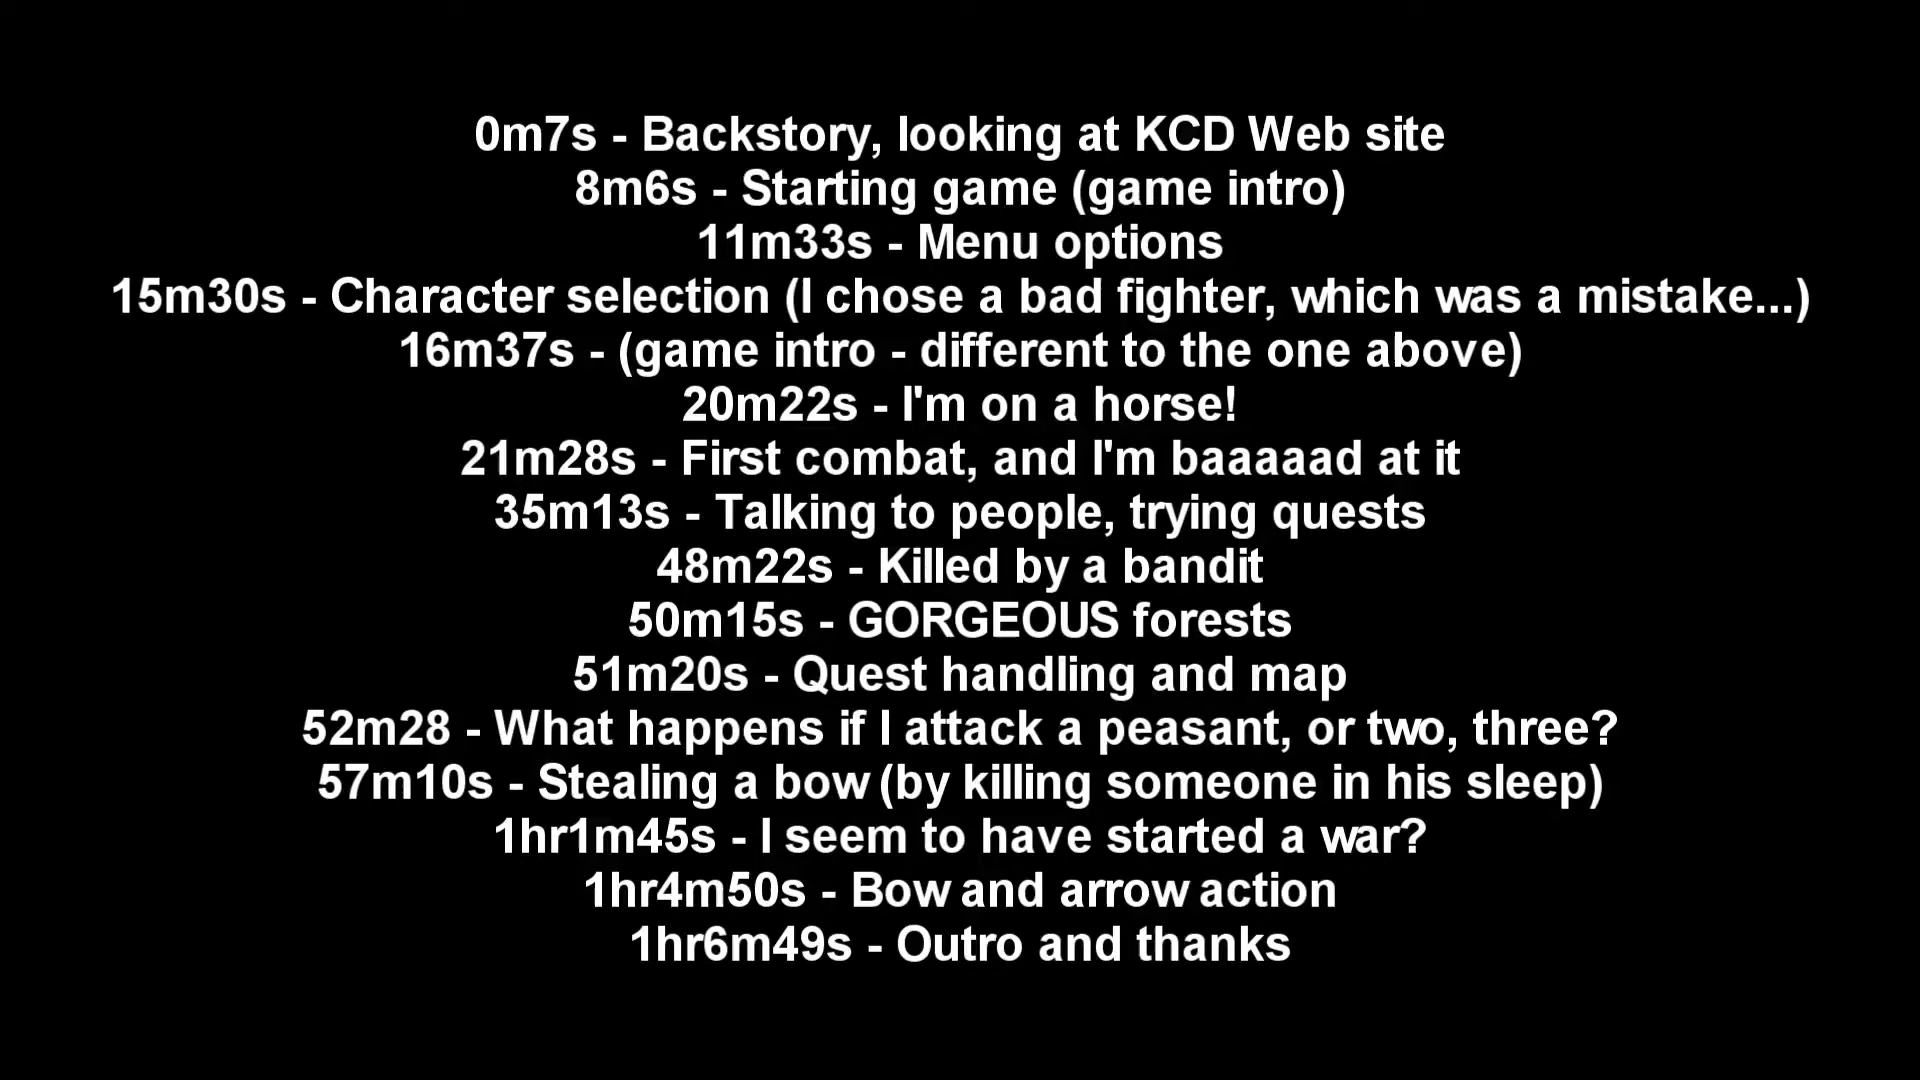 0m7s - Backstory, looking at KCD Web site
8m6s - Starting game (game intro)
11m33s - Menu options
15m30s - Character selection (I chose a bad fighter, which was a mistake...)
16m37s - (game intro - different to the one above)
20m22s - I'm on a horse!
21m28s - First combat, and I'm baaaaad at it
35m13s - Talking to people, trying quests
48m22s - Killed by a bandit
50m15s - GORGEOUS forests
51m20s - Quest handling and map
52m28 - What happens if I attack a peasant, or two, three?
57m10s - Stealing a bow (by killing someone in his sleep)
1hr1m45s - I seem to have started a war?
1hr4m50s - Bow and arrow action
1hr6m49s - Outro and thanks